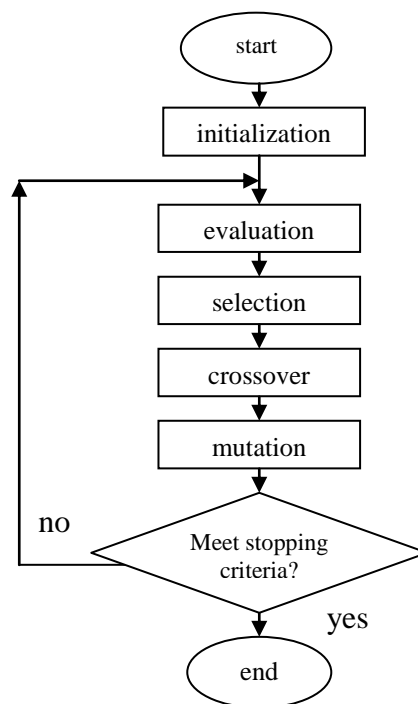 start
initialization
evaluation
selection
crossover
mutation
no
Meet stopping
criteria?
yes
end